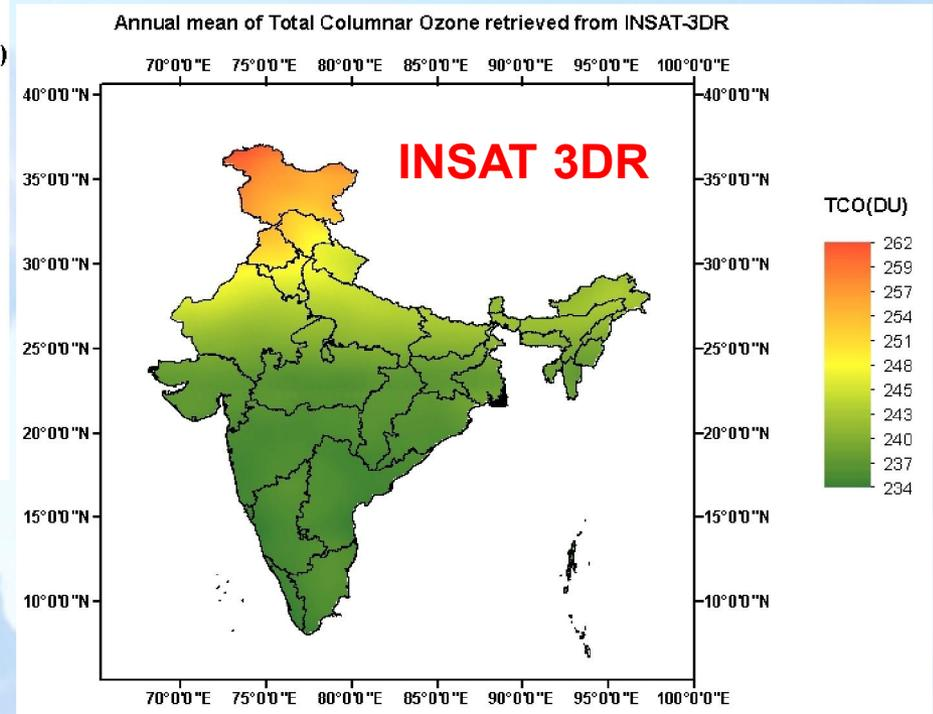 Annual mean of Total Columnar Ozone retrieved from INSAT-3DR
)
70°0'0"E 75°0'0"E 80°0'0"E 85°0'0"E 90°0'0"E 95°0'0"E 100°0'0"E
40°0'0"N 40°0'0"N
INSAT 3DR
35°0'0"N 35°0'0"N
TCO(DU)
262
30°0'0"N 30°0'0"N
259
257
254
25°0'0"N 25°0'0"N
251
248
245
243
20°0'0"N 20°0'0"N
240
237
234
15°0'0"N 15°0'0"N
10°0'0"N 10°0'0"N
70°0'0"E 75°0'0"E 80°0'0"E 85°0'0"E 90°0'0"E 95°0'0"E 100°0'0"E